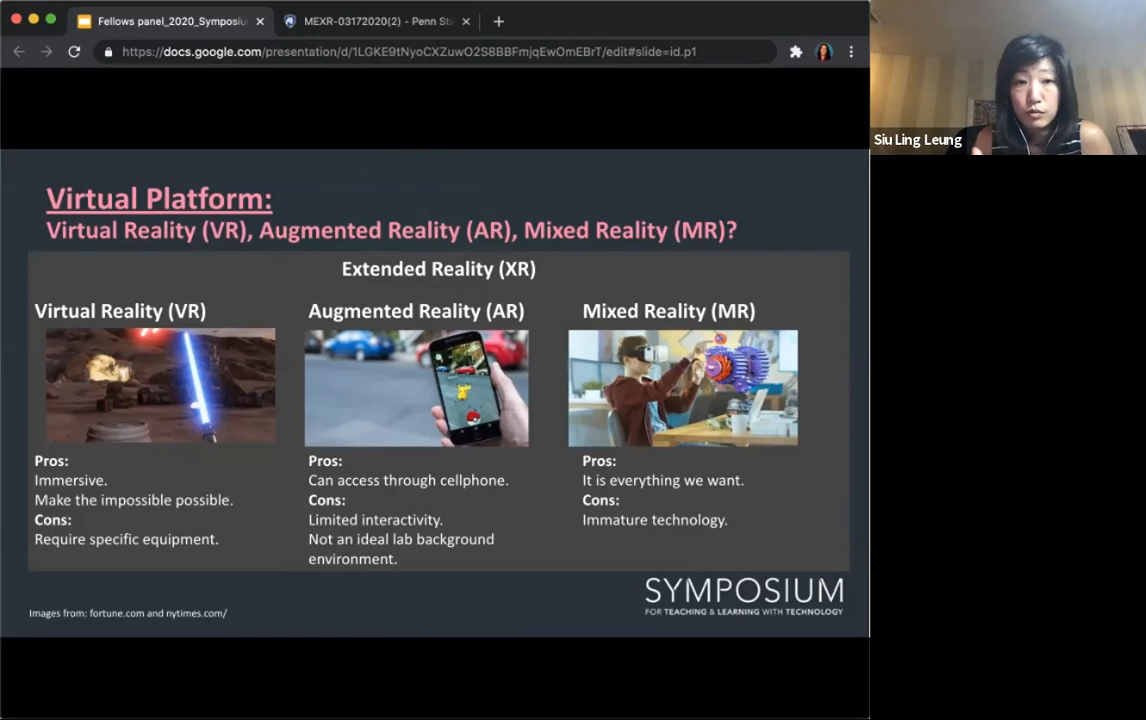 Fellows panel_2020_Symposiu
MEXR-03172020(2) - Penn Sta
https://docs.google.com/presentation/d/1LGKE9tNyoCXZuwO2S8BBFmjqEwOmEBrT/edit#slide=id.p1
Siu Ling Leung
Virtual Platform:
Virtual Reality (VR), Augmented Reality (AR), Mixed Reality (MR)?
Extended Reality (XR)
Virtual Reality (VR)
Pros:
Immersive.
Make the impossible possible.
Cons:
Require specific equipment.
Augmented Reality (AR)
Pros:
Can access through cellphone.
Cons:
Limited interactivity.
Not an ideal lab background
environment.
Mixed Reality (MR)
Pros:
It is everything we want.
Cons:
Immature technology.
Images from: fortune.com and nytimes.com/
SYMPOSIUM
FOR TEACHING & LEARNING WITH TECHNOLOGY